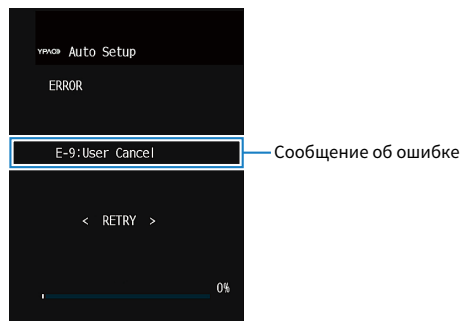 YPAO Auto Setup
ERROR
E-9:User Cancel
Сообщение об ошибке
< RETRY >
0%